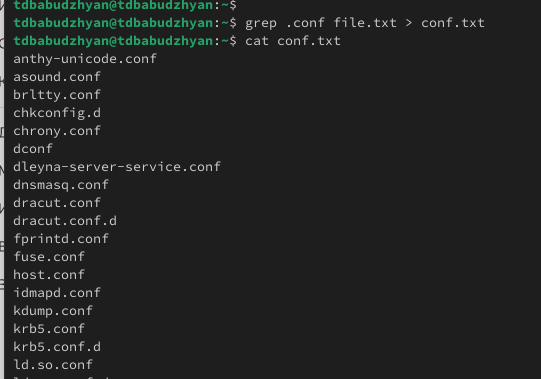 tdbabudzhyan@tdbabudzhyan:~$
tdbabudzhyan@tdbabudzhyan:~$ grep .conf file.txt > conf.txt
tdbabudzhyan@tdbabudzhyan:~$ cat conf.txt
anthy-unicode.conf
asound.conf
brltty.conf
chkconfig.d
chrony.conf
dconf
dleyna-server-service.conf
dnsmasq.conf
dracut.conf
dracut.conf.d
fprintd.conf
fuse.conf
host.conf
idmapd.conf
kdump.conf
krb5.conf
krb5.conf.d
ld.so.conf